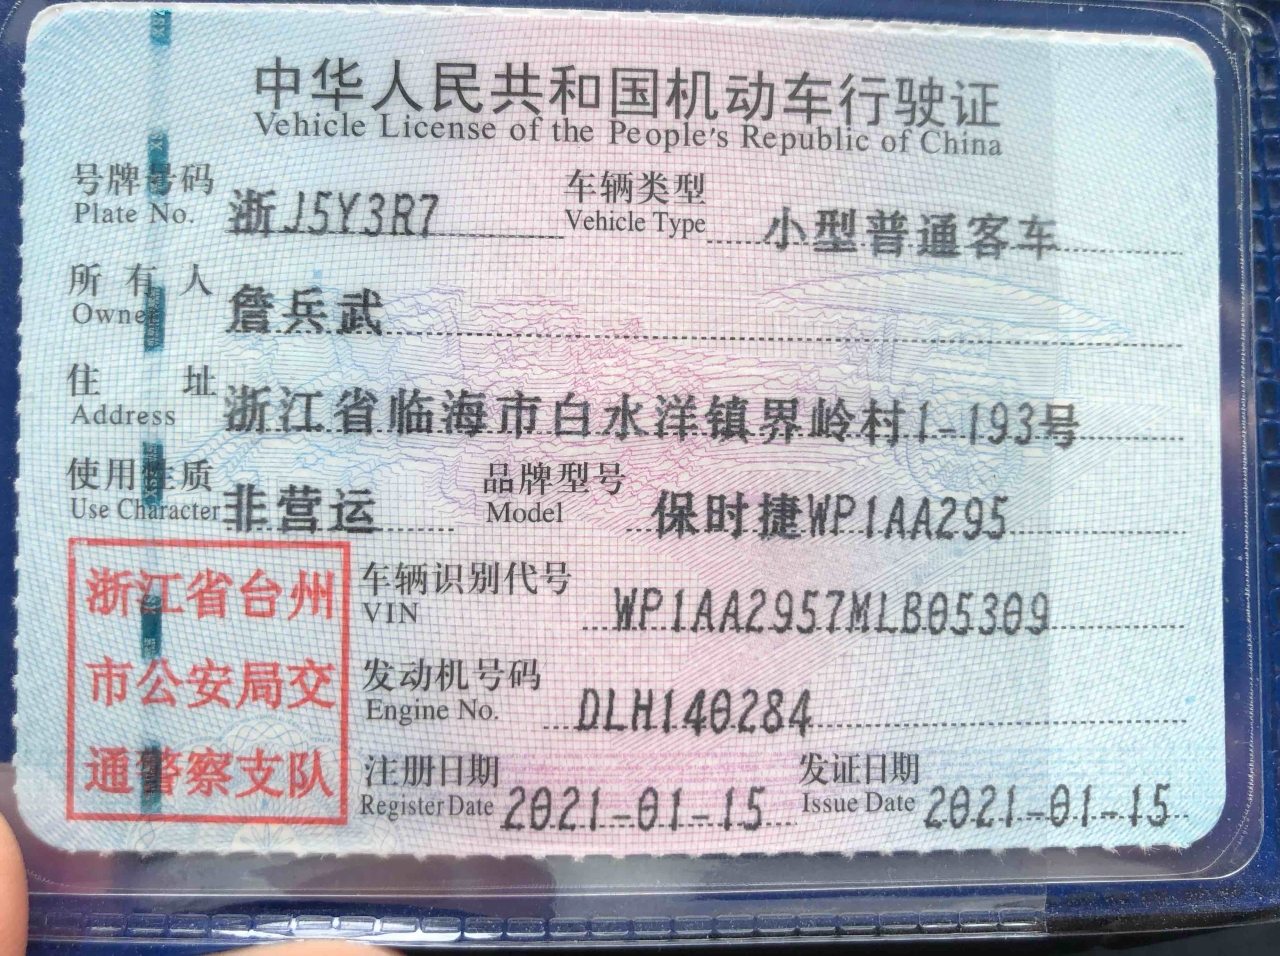 中华人民共和国机动车行驶证
Vehicle License of the People's Republic of China
号牌号码 浙J5Y3R7 车辆类型 小型普通客车
Plate No. Vehicle Type
所有人 詹兵武
Owner
住址 浙江省临海市白水洋镇界岭村1-193号
Address
使用性质 非营运 品牌型号 保时捷WP1AA295
Use Character Model
浙江省台州
市公安局交
通警察支队
车辆识别代号 WP1AA2957MLB05309
VIN
发动机号码 DLH140284
Engine No.
注册日期 2021-01-15 发证日期 2021-01-15
Register Date Issue Date